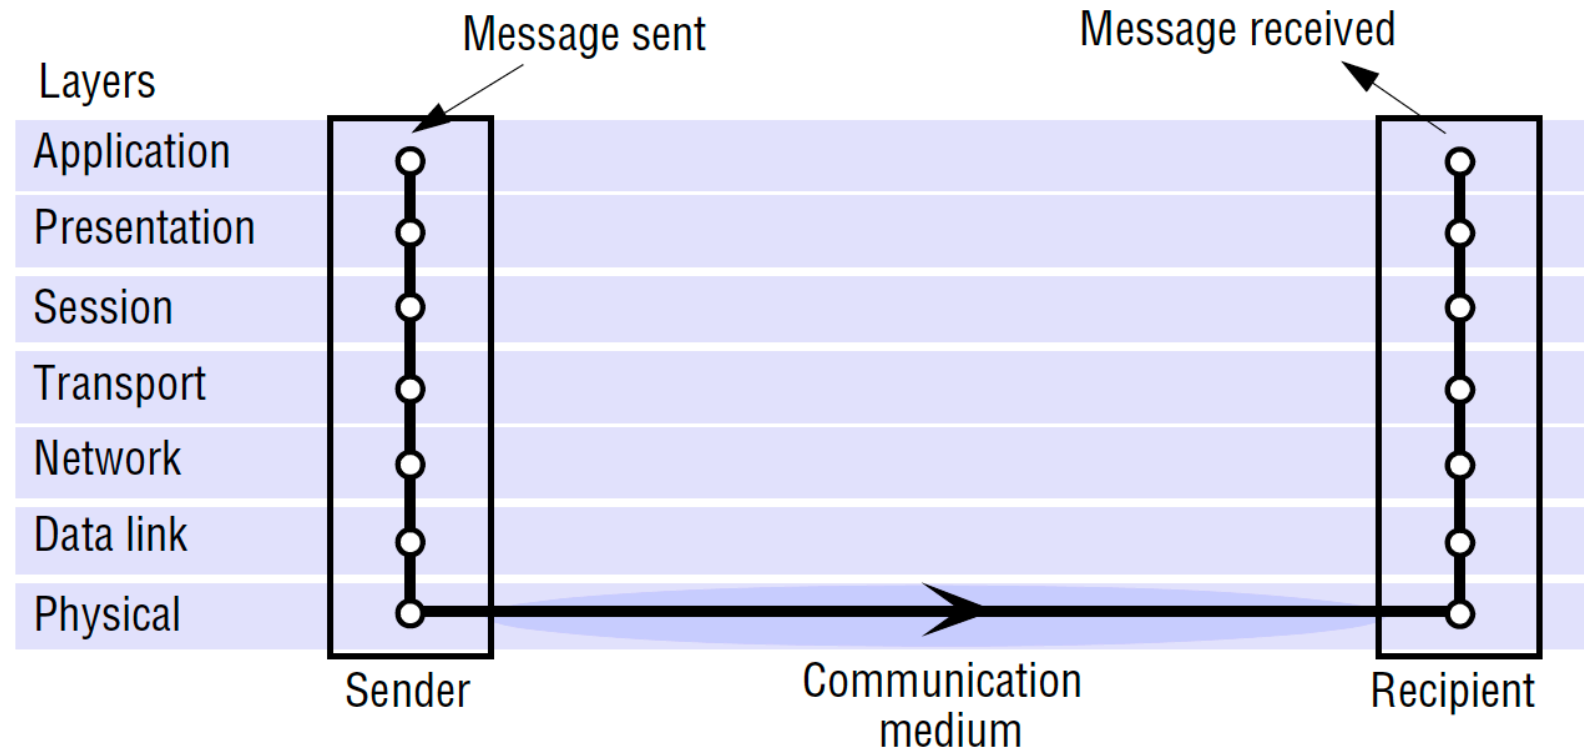 Message sent
Message received
Layers
Application
Presentation
Session
Transport
Network
Data link
Physical
Sender
Communication
medium
Recipient